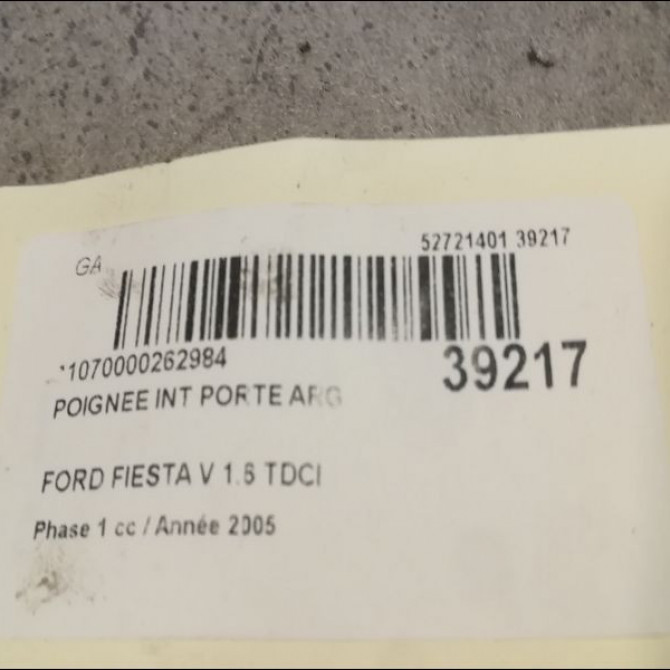 52721401 39217
GA
*1070000262984
39217
POIGNEE INT PORTE ARG
FORD FIESTA V 1.6 TDCI
Phase 1 cc / Année 2005